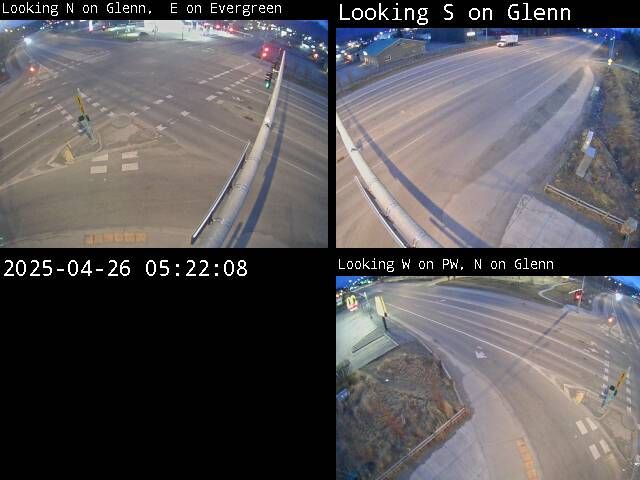 Looking N on Glenn,  E on Evergreen
Looking S on Glenn
2025-04-26 05:22:08
Looking W on PW, N on Glenn